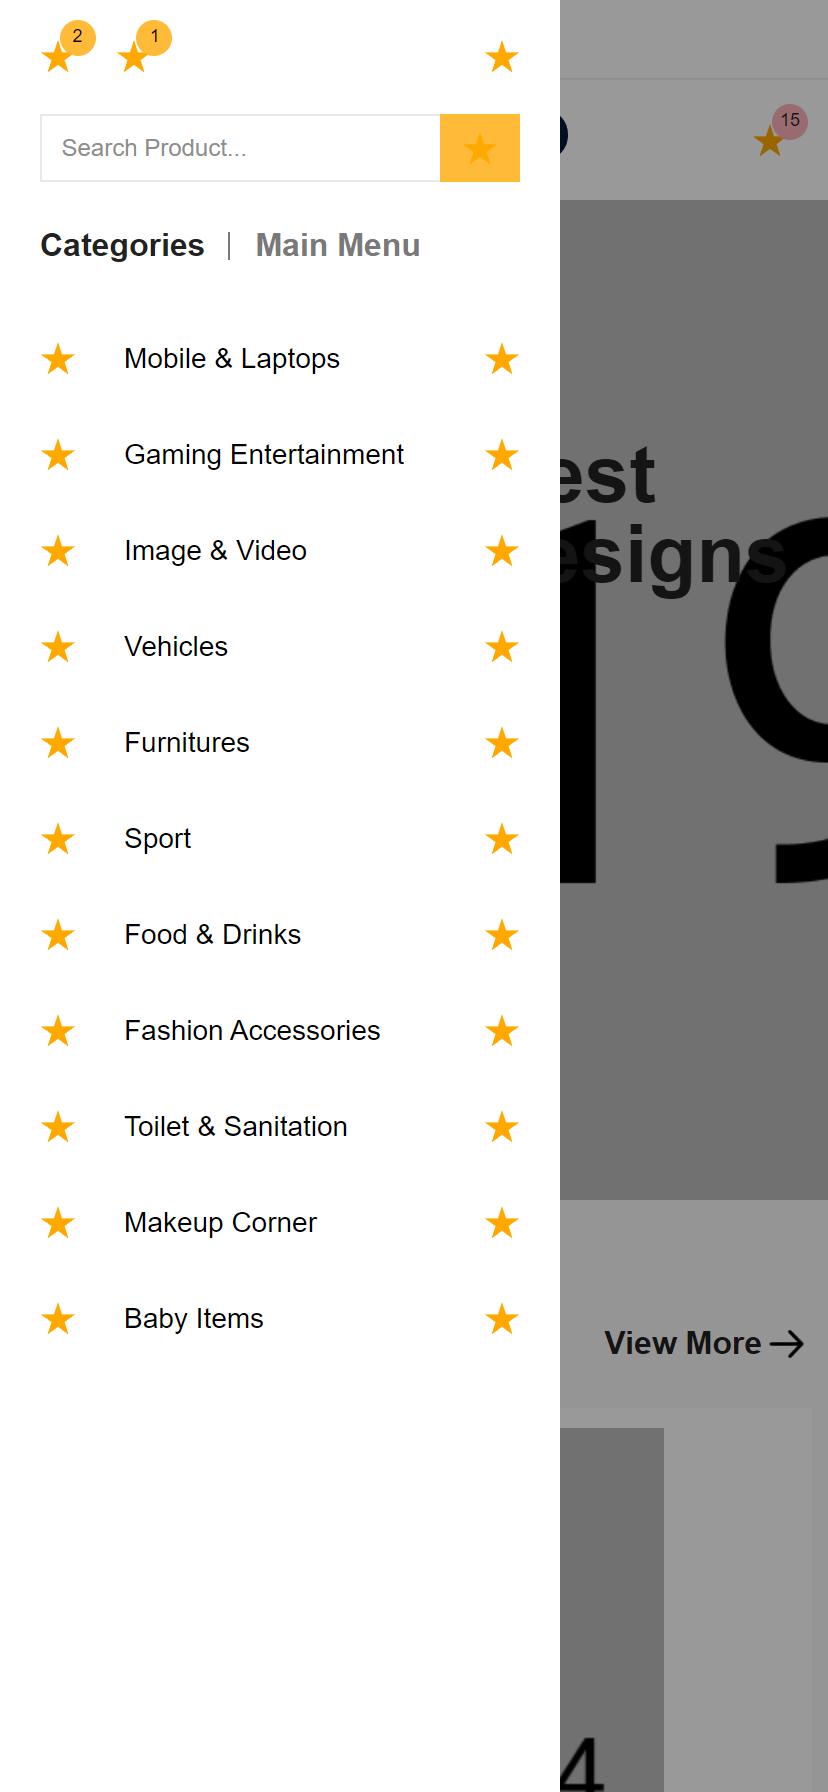 2
1
15
Search Product...
Categories
Main Menu
Mobile & Laptops
Gaming Entertainment
Image & Video
Vehicles
Furnitures
Sport
Food & Drinks
Fashion Accessories
Toilet & Sanitation
Makeup Corner
Baby Items
est
esigns
19
View More
4